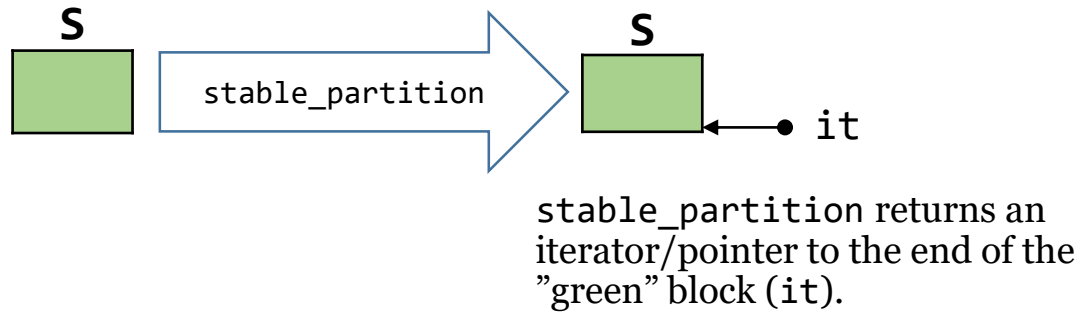 S
S
stable_partition
it
stable_partition returns an
iterator/pointer to the end of the
”green” block (it).